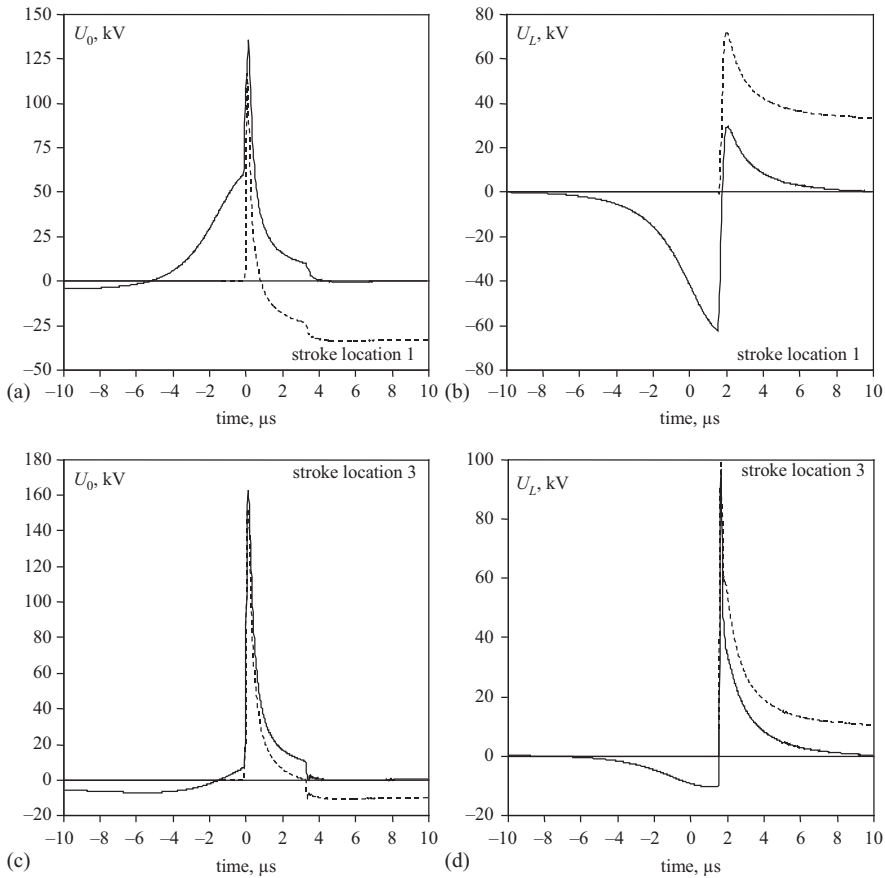 150
U0, kV
125
100
75
50
25
0
−25
−50
stroke location 1
−10 −8 −6 −4 −2 0 2 4 6 8 10
(a)
time, µs
80
UL, kV
60
40
20
0
−20
−40
−60
−80
stroke location 1
−10 −8 −6 −4 −2 0 2 4 6 8 10
(b)
time, µs
180
stroke location 3
U0, kV
160
140
120
100
80
60
40
20
0
−20
−10 −8 −6 −4 −2 0 2 4 6 8 10
(c)
time, µs
100
stroke location 3
UL, kV
80
60
40
20
0
−20
−10 −8 −6 −4 −2 0 2 4 6 8 10
(d)
time, µs